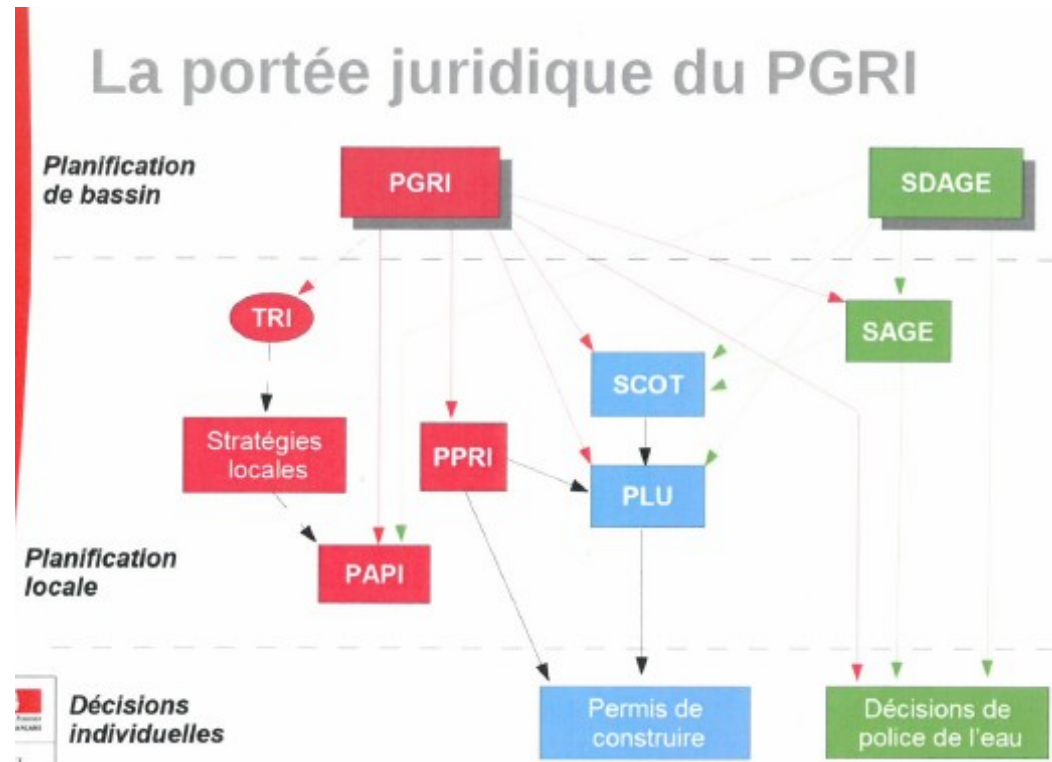 La portée juridique du PGRI
Planification
de bassin
PGRI
SDAGE
TRI
SAGE
SCOT
Stratégies
locales
PPRI
PLU
Planification
locale
PAPI
Décisions
individuelles
Permis de
construire
Décisions de
police de l'eau